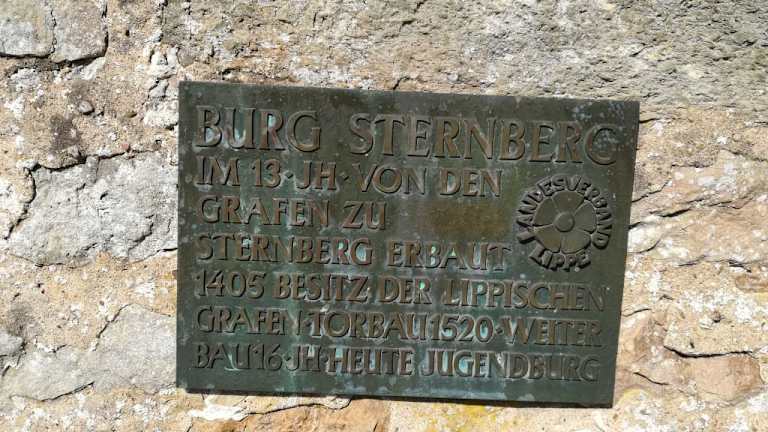 BURG STERNBERG
IM 13·JH·VON DEN
GRAFEN ZU
STERNBERG ERBAUT
1405 BESITZ DER LIPPISCHEN
GRAFEN·TORBAU 1520·WEITER
BAU 16·JH·HEUTE JUGENDBURG
LANDESVERBAND
LIPPE